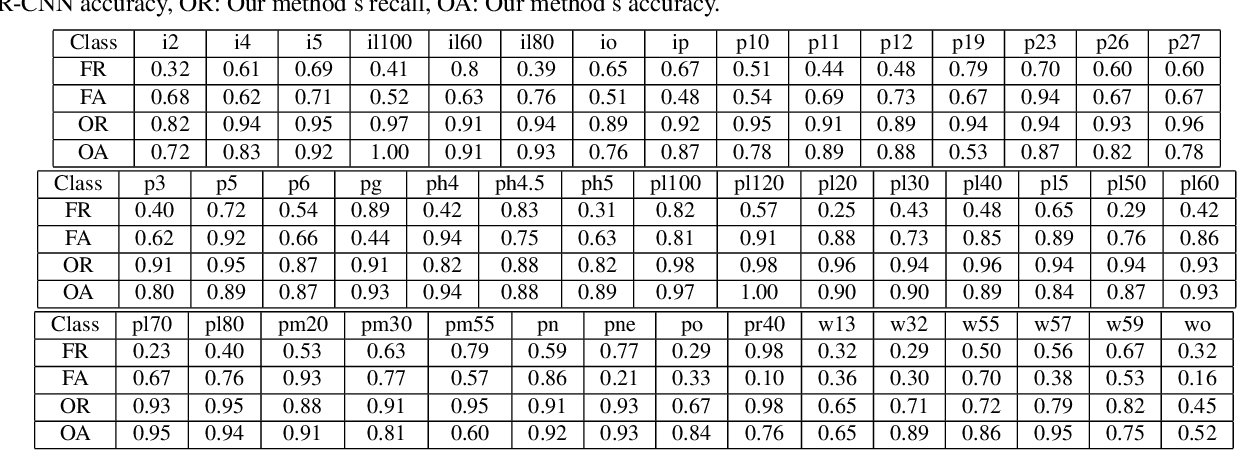 R-CNN accuracy, OR: Our method's recall, OA: Our method's accuracy.
Class i2 i4 i5 il100 il60 il80 io ip p10 p11 p12 p19 p23 p26 p27
FR 0.32 0.61 0.69 0.41 0.8 0.39 0.65 0.67 0.51 0.44 0.48 0.79 0.70 0.60 0.60
FA 0.68 0.62 0.71 0.52 0.63 0.76 0.51 0.48 0.54 0.69 0.73 0.67 0.94 0.67 0.67
OR 0.82 0.94 0.95 0.97 0.91 0.94 0.89 0.92 0.95 0.91 0.89 0.94 0.94 0.93 0.96
OA 0.72 0.83 0.92 1.00 0.91 0.93 0.76 0.87 0.78 0.89 0.88 0.53 0.87 0.82 0.78
Class p3 p5 p6 pg ph4 ph4.5 ph5 pl100 pl120 pl20 pl30 pl40 pl5 pl50 pl60
FR 0.40 0.72 0.54 0.89 0.42 0.83 0.31 0.82 0.57 0.25 0.43 0.48 0.65 0.29 0.42
FA 0.62 0.92 0.66 0.44 0.94 0.75 0.63 0.81 0.91 0.88 0.73 0.85 0.89 0.76 0.86
OR 0.91 0.95 0.87 0.91 0.82 0.88 0.82 0.98 0.98 0.96 0.94 0.96 0.94 0.94 0.93
OA 0.80 0.89 0.87 0.93 0.94 0.88 0.89 0.97 1.00 0.90 0.90 0.89 0.84 0.87 0.93
Class pl70 pl80 pm20 pm30 pm55 pn pne po pr40 w13 w32 w55 w57 w59 wo
FR 0.23 0.40 0.53 0.63 0.79 0.59 0.77 0.29 0.98 0.32 0.29 0.50 0.56 0.67 0.32
FA 0.67 0.76 0.93 0.77 0.57 0.86 0.21 0.33 0.10 0.36 0.30 0.70 0.38 0.53 0.16
OR 0.93 0.95 0.88 0.91 0.95 0.91 0.93 0.67 0.98 0.65 0.71 0.72 0.79 0.82 0.45
OA 0.95 0.94 0.91 0.81 0.60 0.92 0.93 0.84 0.76 0.65 0.89 0.86 0.95 0.75 0.52